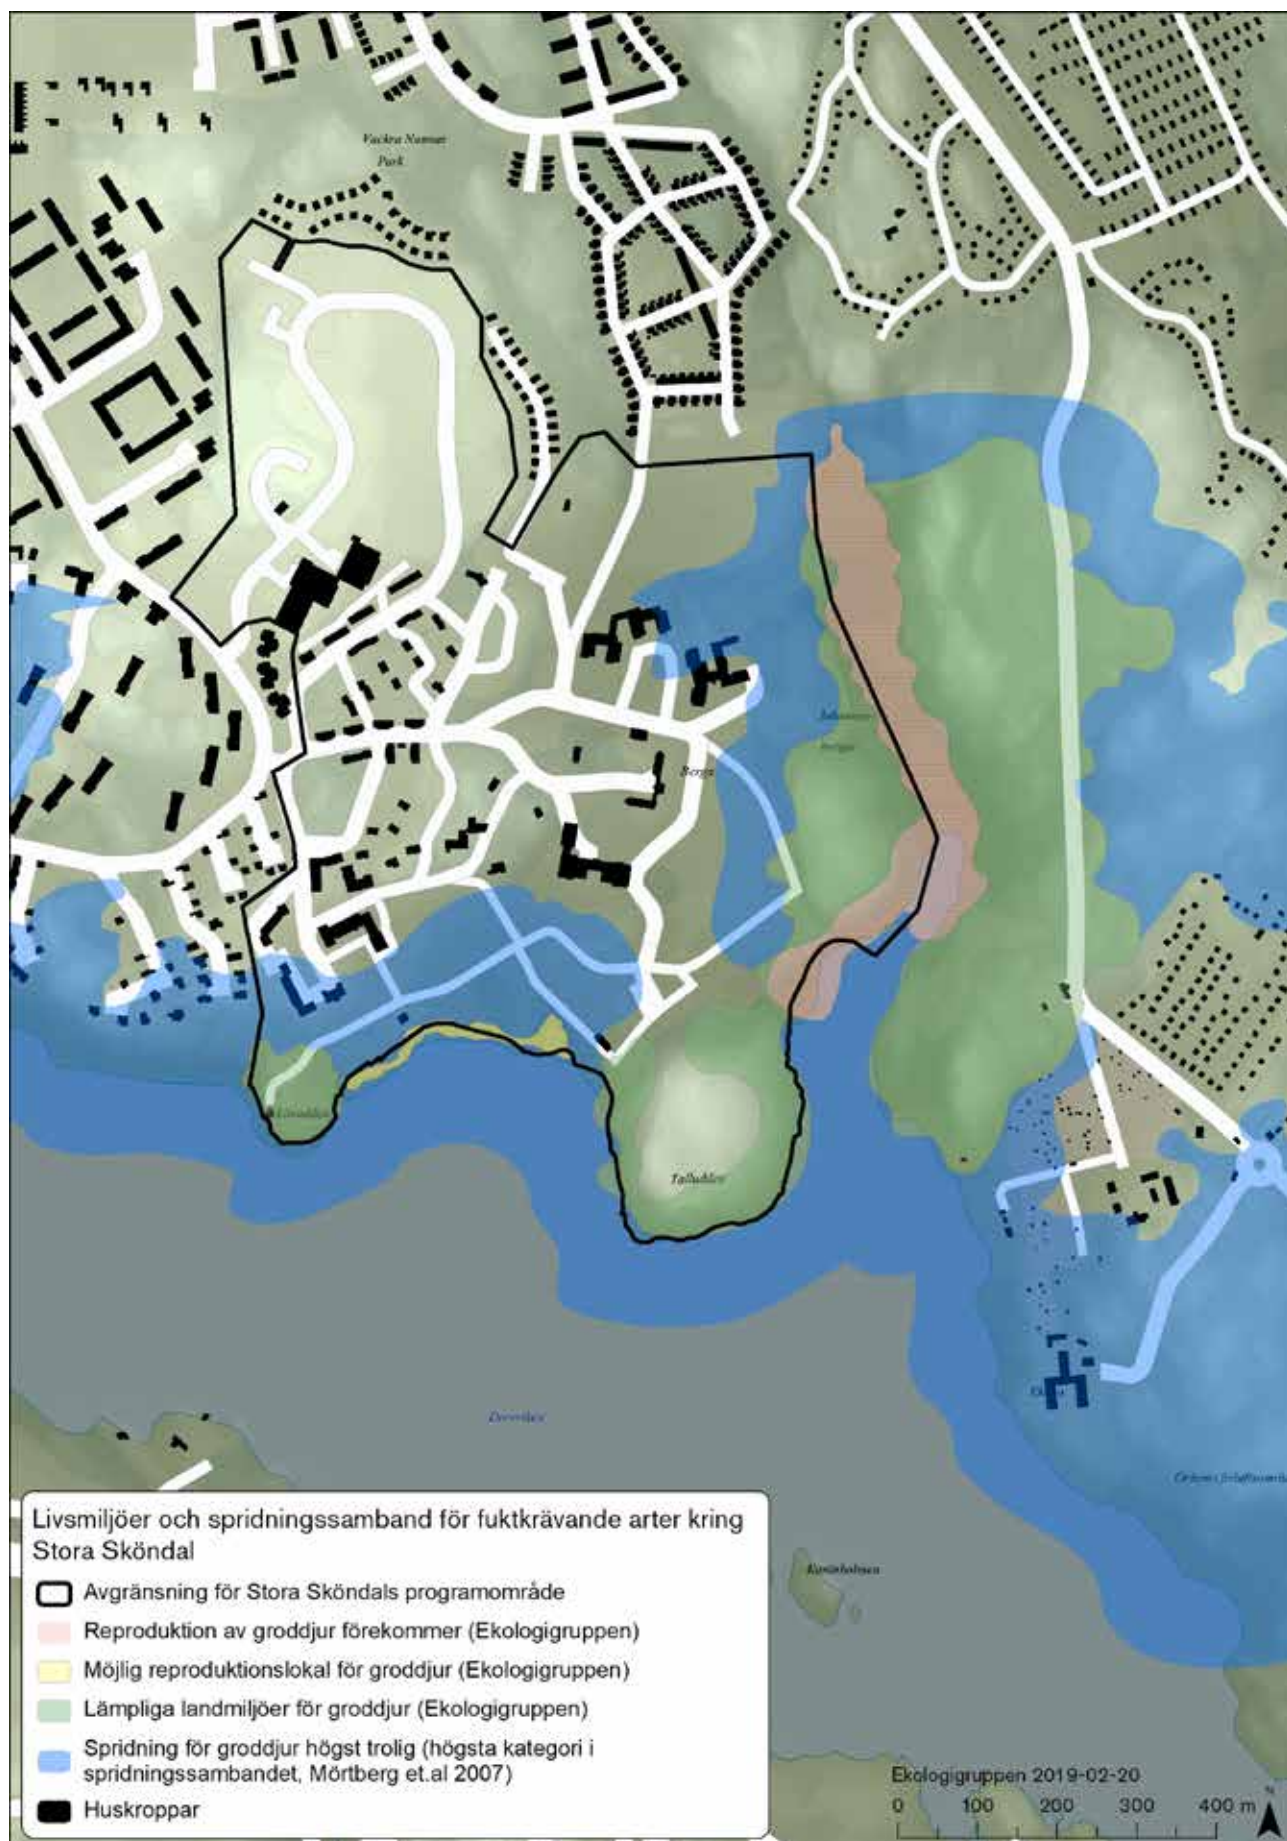 Vackra Nannas
Park
Berga
Talludden
Livsmiljöer och spridningssamband för fuktkrävande arter kring
Stora Sköndal
Avgränsning för Stora Sköndals programområde
Reproduktion av groddjur förekommer (Ekologigruppen)
Möjlig reproduktionslokal för groddjur (Ekologigruppen)
Lämpliga landmiljöer för groddjur (Ekologigruppen)
Spridning för groddjur högst trolig (högsta kategori i
spridningssambandet, Mörtberg et.al 2007)
Huskroppar
Ekologigruppen 2019-02-20
0 100 200 300 400 m
N